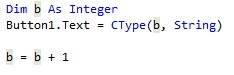 Dim b As Integer
Button1.Text = CType(b, String)
b = b + 1